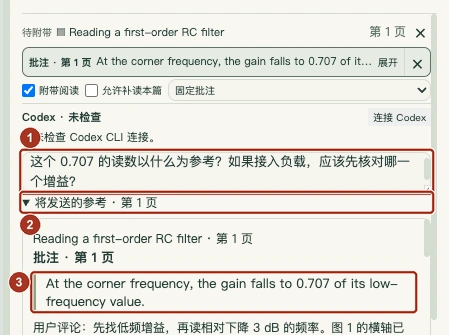 待附带 Reading a first-order RC filter 第 1 页 ×
批注 · 第 1 页 At the corner frequency, the gain falls to 0.707 of it... 展开 ×
附带阅读 允许补读本篇 固定批注
Codex · 未检查 连接 Codex
检查 Codex CLI 连接。
1
这个 0.707 的读数以什么为参考？如果接入负载，应该先核对哪一
个增益？
▼ 将发送的参考 · 第 1 页
2
Reading a first-order RC filter · 第 1 页
批注 · 第 1 页
3
At the corner frequency, the gain falls to 0.707 of its low-
frequency value.
用户评论：先找低频增益，再读相对下降 3 dB 的频率。图 1 的横轴已